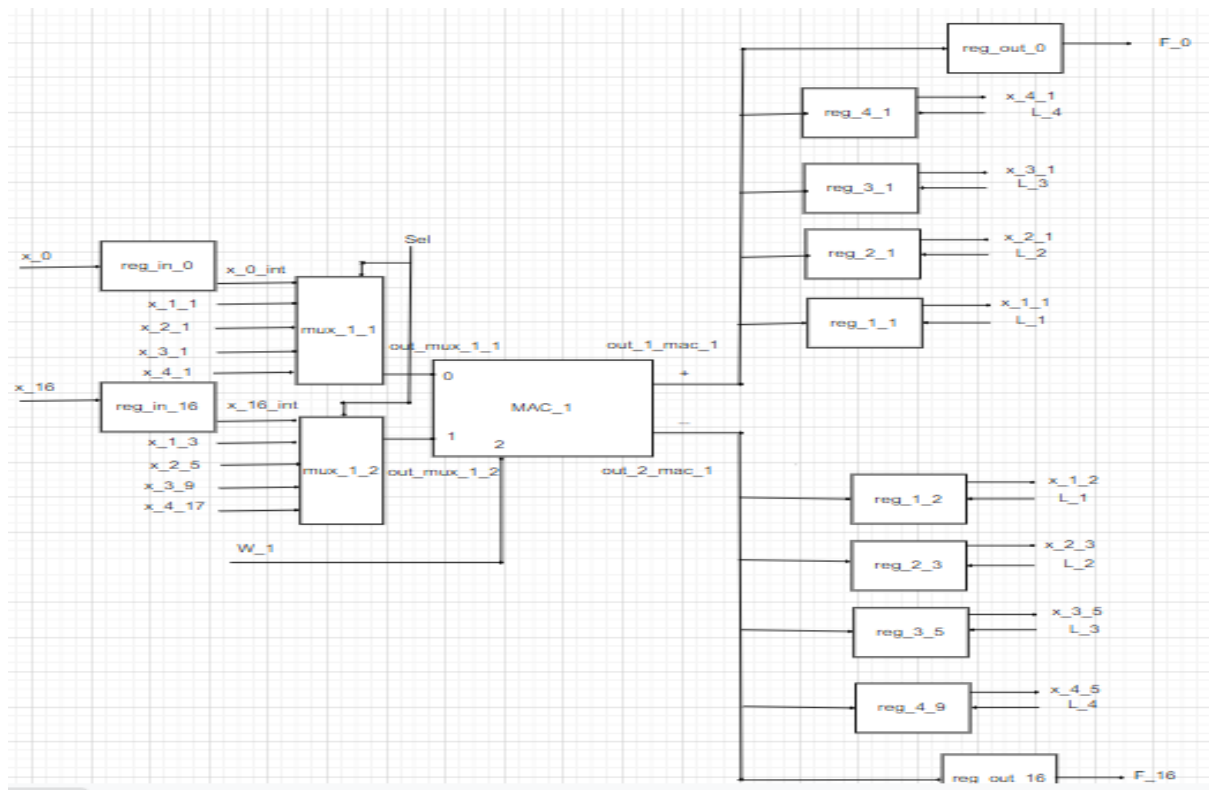 reg_out_0
F_0
reg_4_1
x_4_1
L_4
reg_3_1
x_3_1
L_3
reg_2_1
x_2_1
L_2
reg_1_1
x_1_1
L_1
x_0
reg_in_0
x_0_int
x_1_1
x_2_1
x_3_1
x_4_1
Sel
mux_1_1
out_mux_1_1
x_16
reg_in_16
x_16_int
x_1_3
x_2_5
x_3_9
x_4_17
mux_1_2
out_mux_1_2
W_1
0
1
2
MAC_1
out_1_mac_1
+
−
out_2_mac_1
reg_1_2
x_1_2
L_1
reg_2_3
x_2_3
L_2
reg_3_5
x_3_5
L_3
reg_4_9
x_4_5
L_4
reg_out_16
F_16